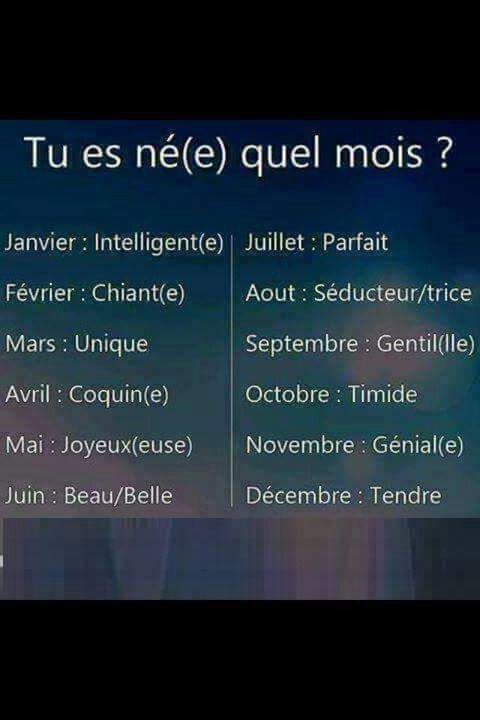 Tu es né(e) quel mois ?
Janvier : Intelligent(e)
Février : Chiant(e)
Mars : Unique
Avril : Coquin(e)
Mai : Joyeux(euse)
Juin : Beau/Belle
Juillet : Parfait
Aout : Séducteur/trice
Septembre : Gentil(lle)
Octobre : Timide
Novembre : Génial(e)
Décembre : Tendre